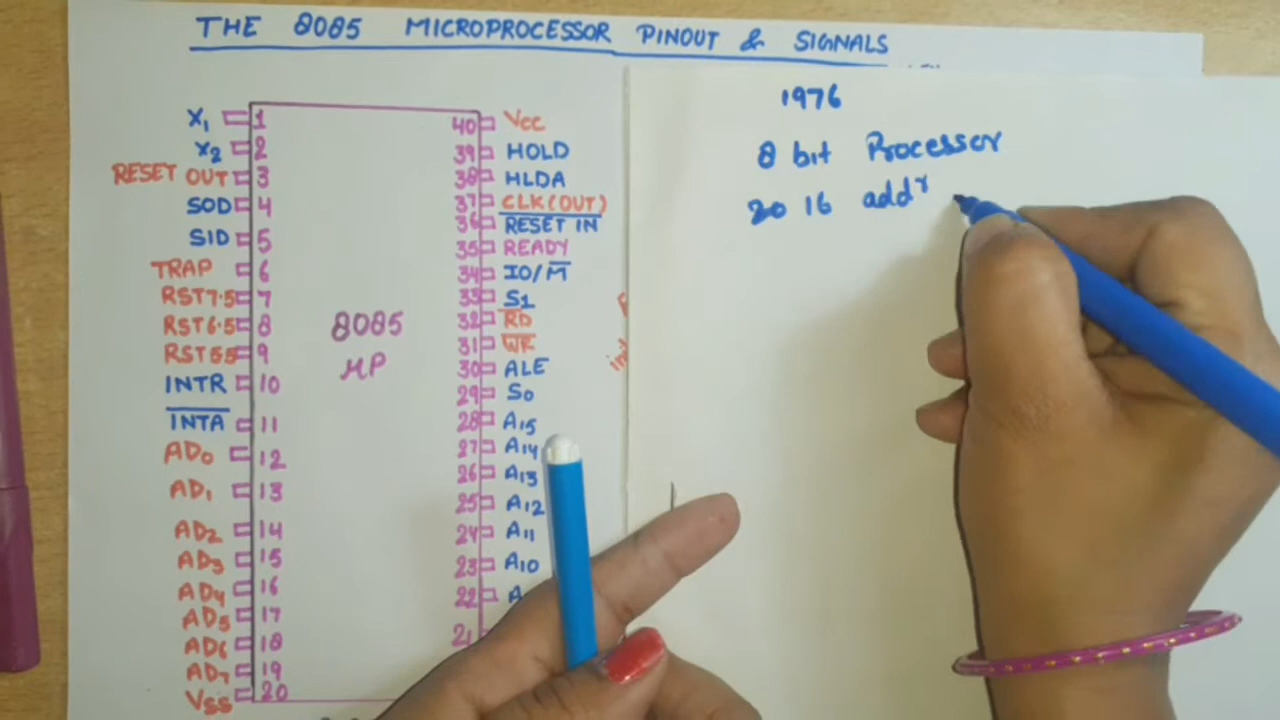 THE 8085 MICROPROCESSOR PINOUT & SIGNALS
X1 1
X2 2
RESET OUT 3
SOD 4
SID 5
TRAP 6
RST7.5 7
RST6.5 8
RST5.5 9
INTR 10
INTA 11
AD0 12
AD1 13
AD2 14
AD3 15
AD4 16
AD5 17
AD6 18
AD7 19
VSS 20
8085
μP
40 Vcc
39 HOLD
38 HLDA
37 CLK(OUT)
36 RESET IN
35 READY
34 IO/M
33 S1
32 RD
31 WR
30 ALE
29 S0
28 A15
27 A14
26 A13
25 A12
24 A11
23 A10
22 A
21
1976
8 bit Processor
16 addr